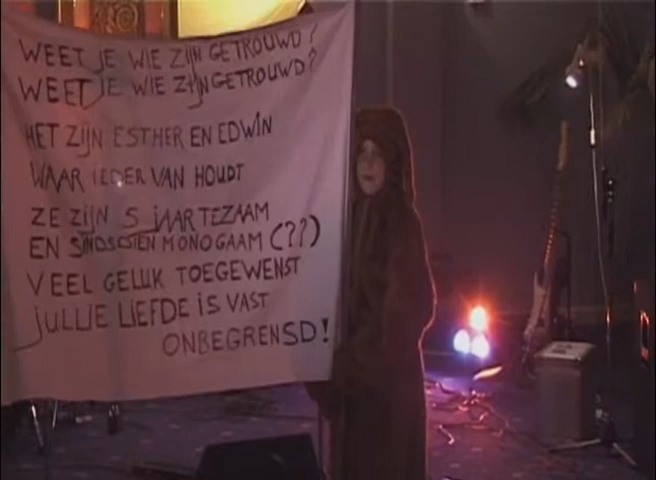 WEET JE WIE ZIJN GETROUWD?
WEET JE WIE ZIJN GETROUWD?
HET ZIJN ESTHER EN EDWIN
WAAR IEDER VAN HOUDT
ZE ZIJN 5 JAAR TEZAAM
EN SINDSDIEN MONOGAAM (??)
VEEL GELUK TOEGEWENST
JULLIE LIEFDE IS VAST
ONBEGRENSD!